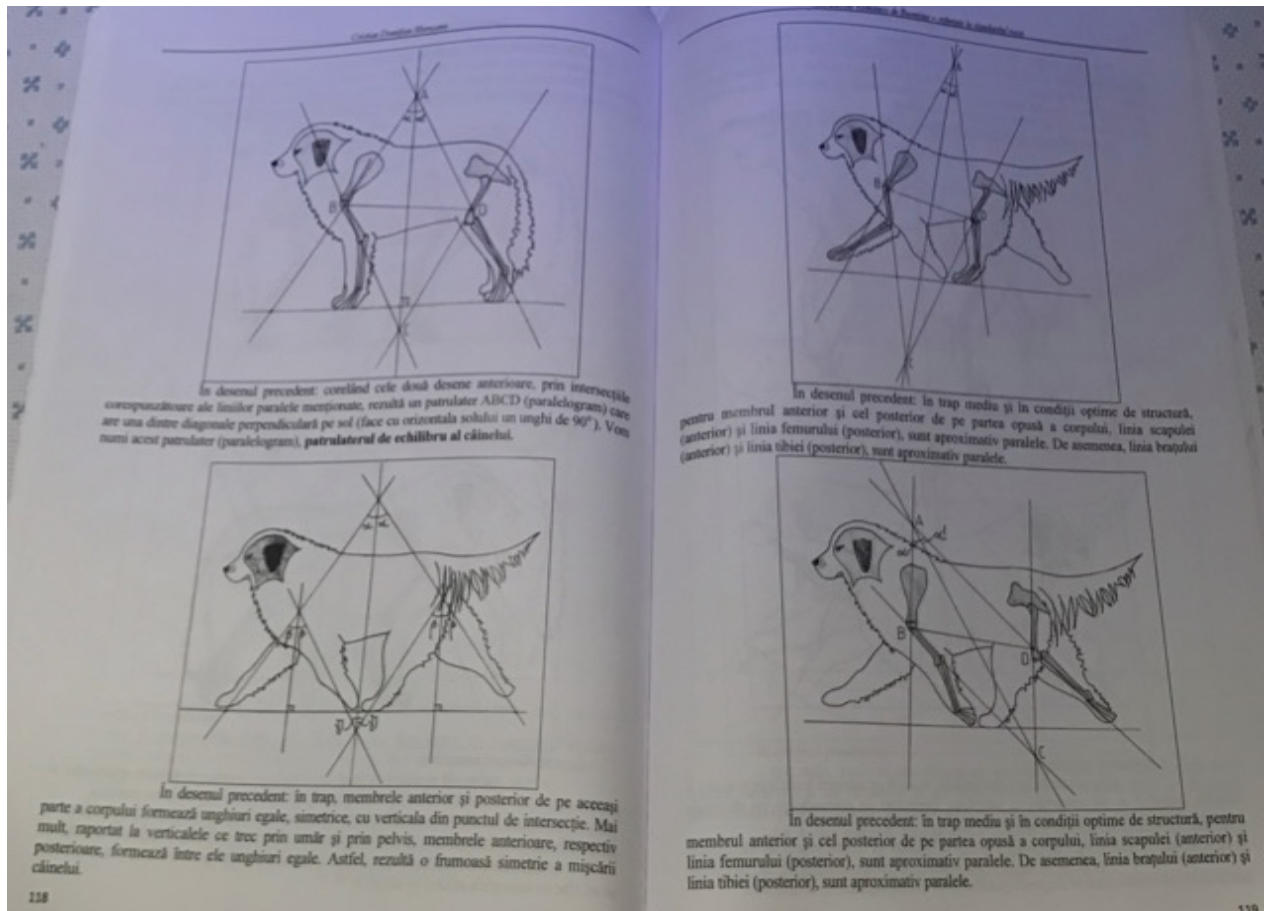 Cristian Dumitian
În desenul precedent: corelând cele două desene anterioare, prin intersecțiile
corespunzătoare ale liniilor paralele menționate, rezultă un patrulater ABCD (paralelogram) care
are una dintre diagonale perpendiculară pe sol (face cu orizontala solului un unghi de 90°). Vom
numi acest patrulater (paralelogram), patrulaterul de echilibru al câinelui.
În desenul precedent: în trap, membrele anterior și posterior de pe aceeași
parte a corpului formează unghiuri egale, simetrice, cu verticala din punctul de intersecție. Mai
mult, raportat la verticalele ce trec prin umăr și prin pelvis, membrele anterioare, respectiv
posterioare, formează între ele unghiuri egale. Astfel, rezultă o frumoasă simetrie a mișcării
câinelui.
118
A
B
D
C
α α
α α
β β
β β
de - referate la standardul rasei
A
B
C
În desenul precedent: în trap mediu și în condiții optime de structură,
pentru membrul anterior și cel posterior de pe partea opusă a corpului, linia scapulei
(anterior) și linia femurului (posterior), sunt aproximativ paralele. De asemenea, linia brațului
(anterior) și linia tibiei (posterior), sunt aproximativ paralele.
A
α α
B
D
C
În desenul precedent: în trap mediu și în condiții optime de structură, pentru
membrul anterior și cel posterior de pe partea opusă a corpului, linia scapulei (anterior) și
linia femurului (posterior), sunt aproximativ paralele. De asemenea, linia brațului (anterior) și
linia tibiei (posterior), sunt aproximativ paralele.
119